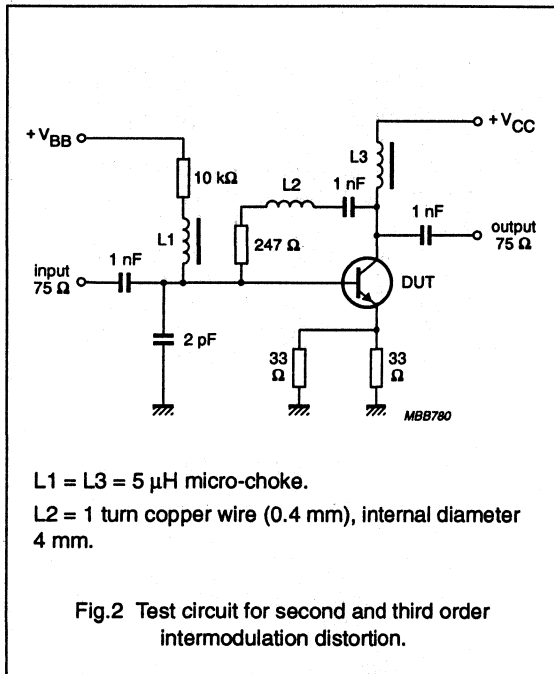 + VCC
+ VBB
L3
10 kΩ
L2
1 nF
1 nF
output
75 Ω
L1
247 Ω
1 nF
input
75 Ω
DUT
2 pF
33
Ω
33
Ω
MBB780
L1 = L3 = 5 μH micro-choke.
L2 = 1 turn copper wire (0.4 mm), internal diameter
4 mm.
Fig.2 Test circuit for second and third order
intermodulation distortion.